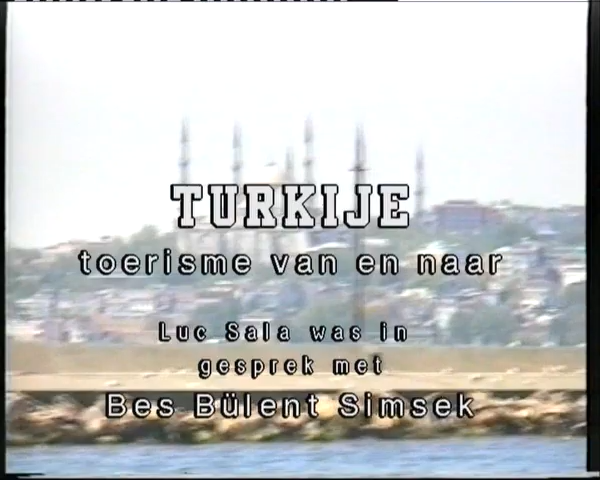 TURKIJE
toerisme van en naar
Luc Sala was in
gesprek met
Bes Bülent Simsek